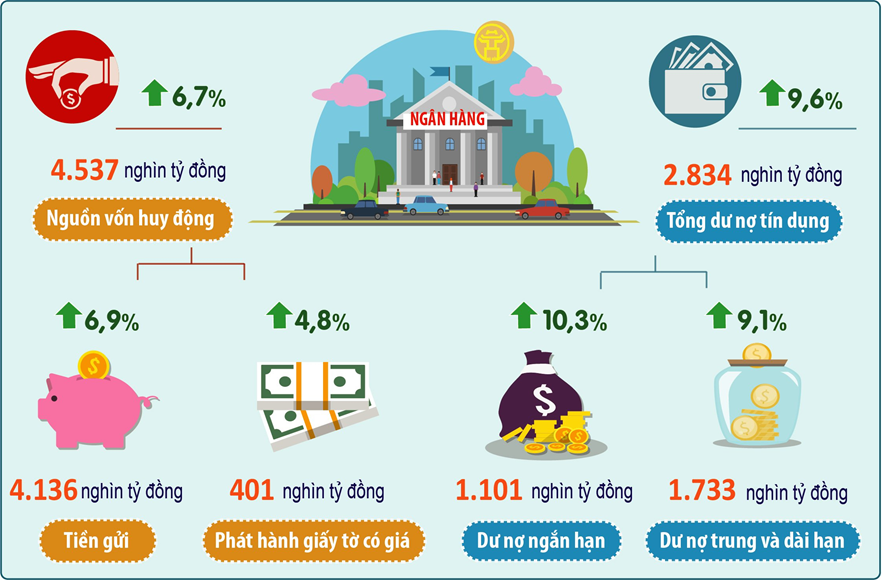 6,7%
4.537 nghìn tỷ đồng
Nguồn vốn huy động
NGÂN HÀNG
9,6%
2.834 nghìn tỷ đồng
Tổng dư nợ tín dụng
6,9%
4,8%
10,3%
9,1%
$
$
$
4.136 nghìn tỷ đồng
401 nghìn tỷ đồng
1.101 nghìn tỷ đồng
1.733 nghìn tỷ đồng
Tiền gửi
Phát hành giấy tờ có giá
Dư nợ ngắn hạn
Dư nợ trung và dài hạn